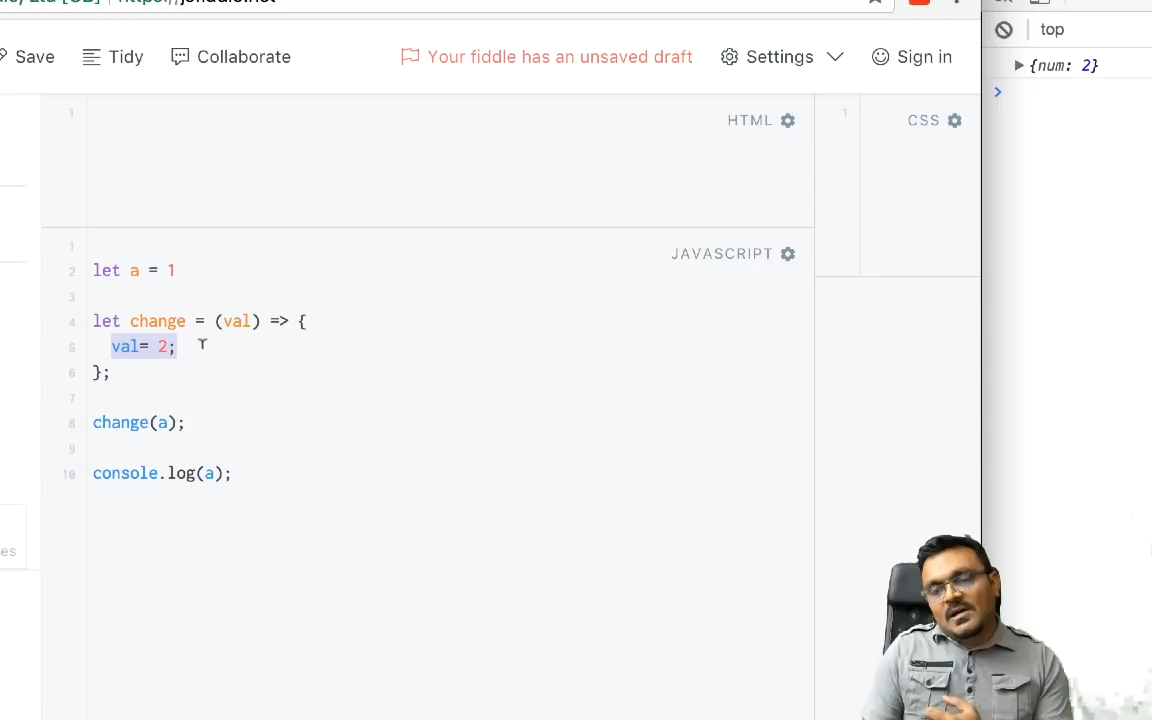 Save Tidy Collaborate Your fiddle has an unsaved draft Settings Sign in
top
{num: 2}
>
1 HTML 1 CSS
JAVASCRIPT
1
2 let a = 1
3
4 let change = (val) => {
5 val= 2;
6 };
7
8 change(a);
9
10 console.log(a);
es